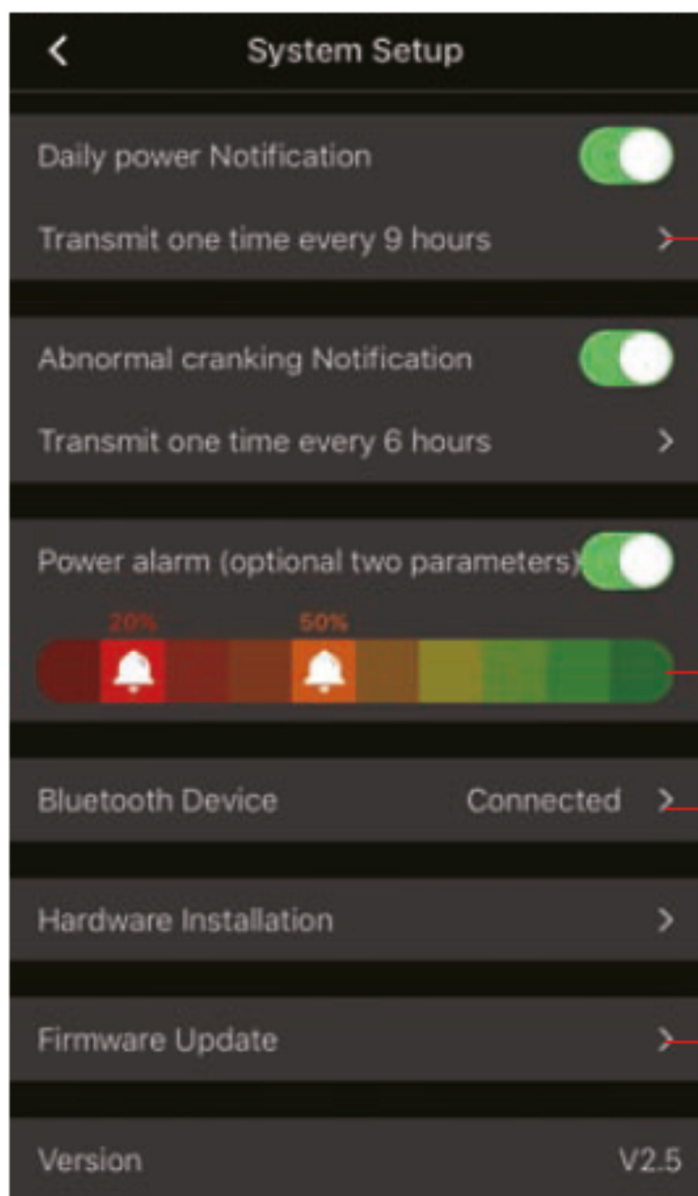 System Setup
Daily power Notification
Transmit one time every 9 hours
Abnormal cranking Notification
Transmit one time every 6 hours
Power alarm (optional two parameters)
20% 50%
Bluetooth Device Connected
Hardware Installation
Firmware Update
Version V2.5